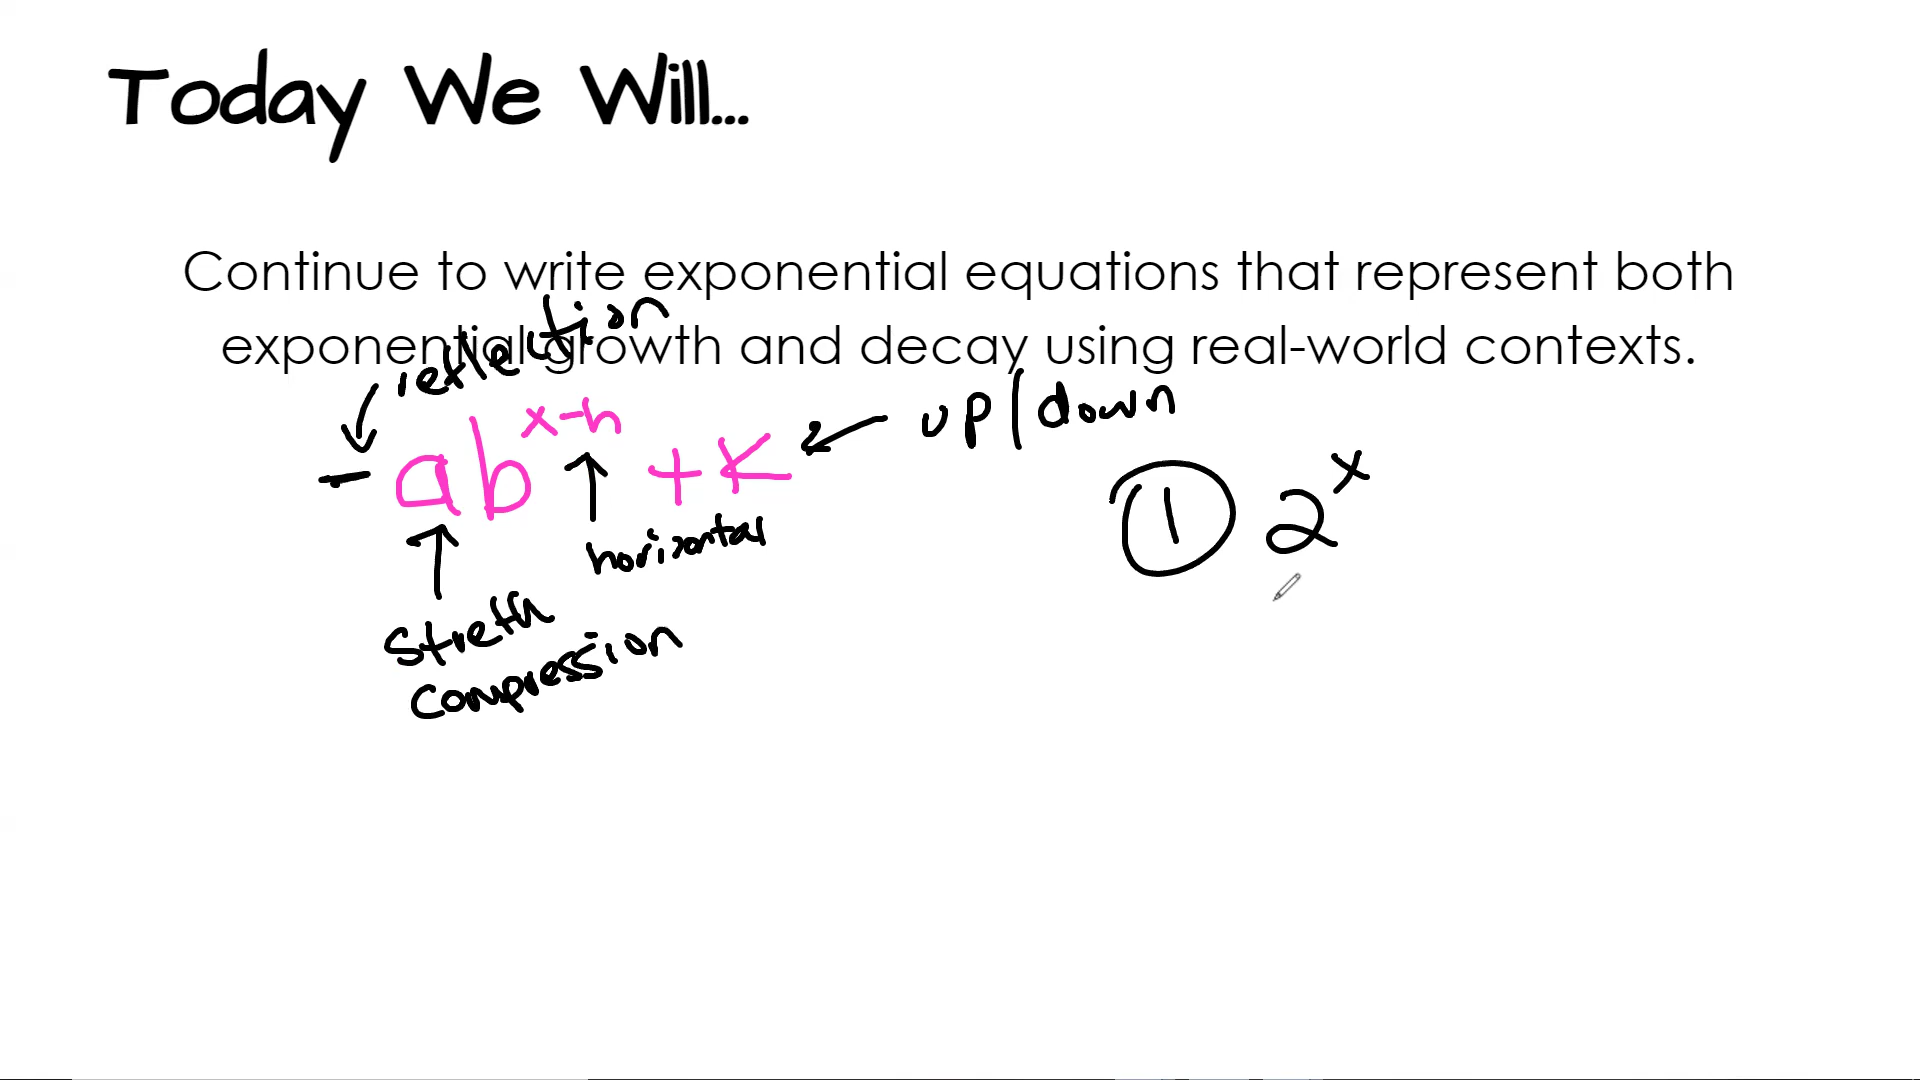 Today We Will...
Continue to write exponential equations that represent both
exponential growth and decay using real-world contexts.
reflection
up/down
-ab^{x-h} + k
① 2^x
horizontal
Streth
compression